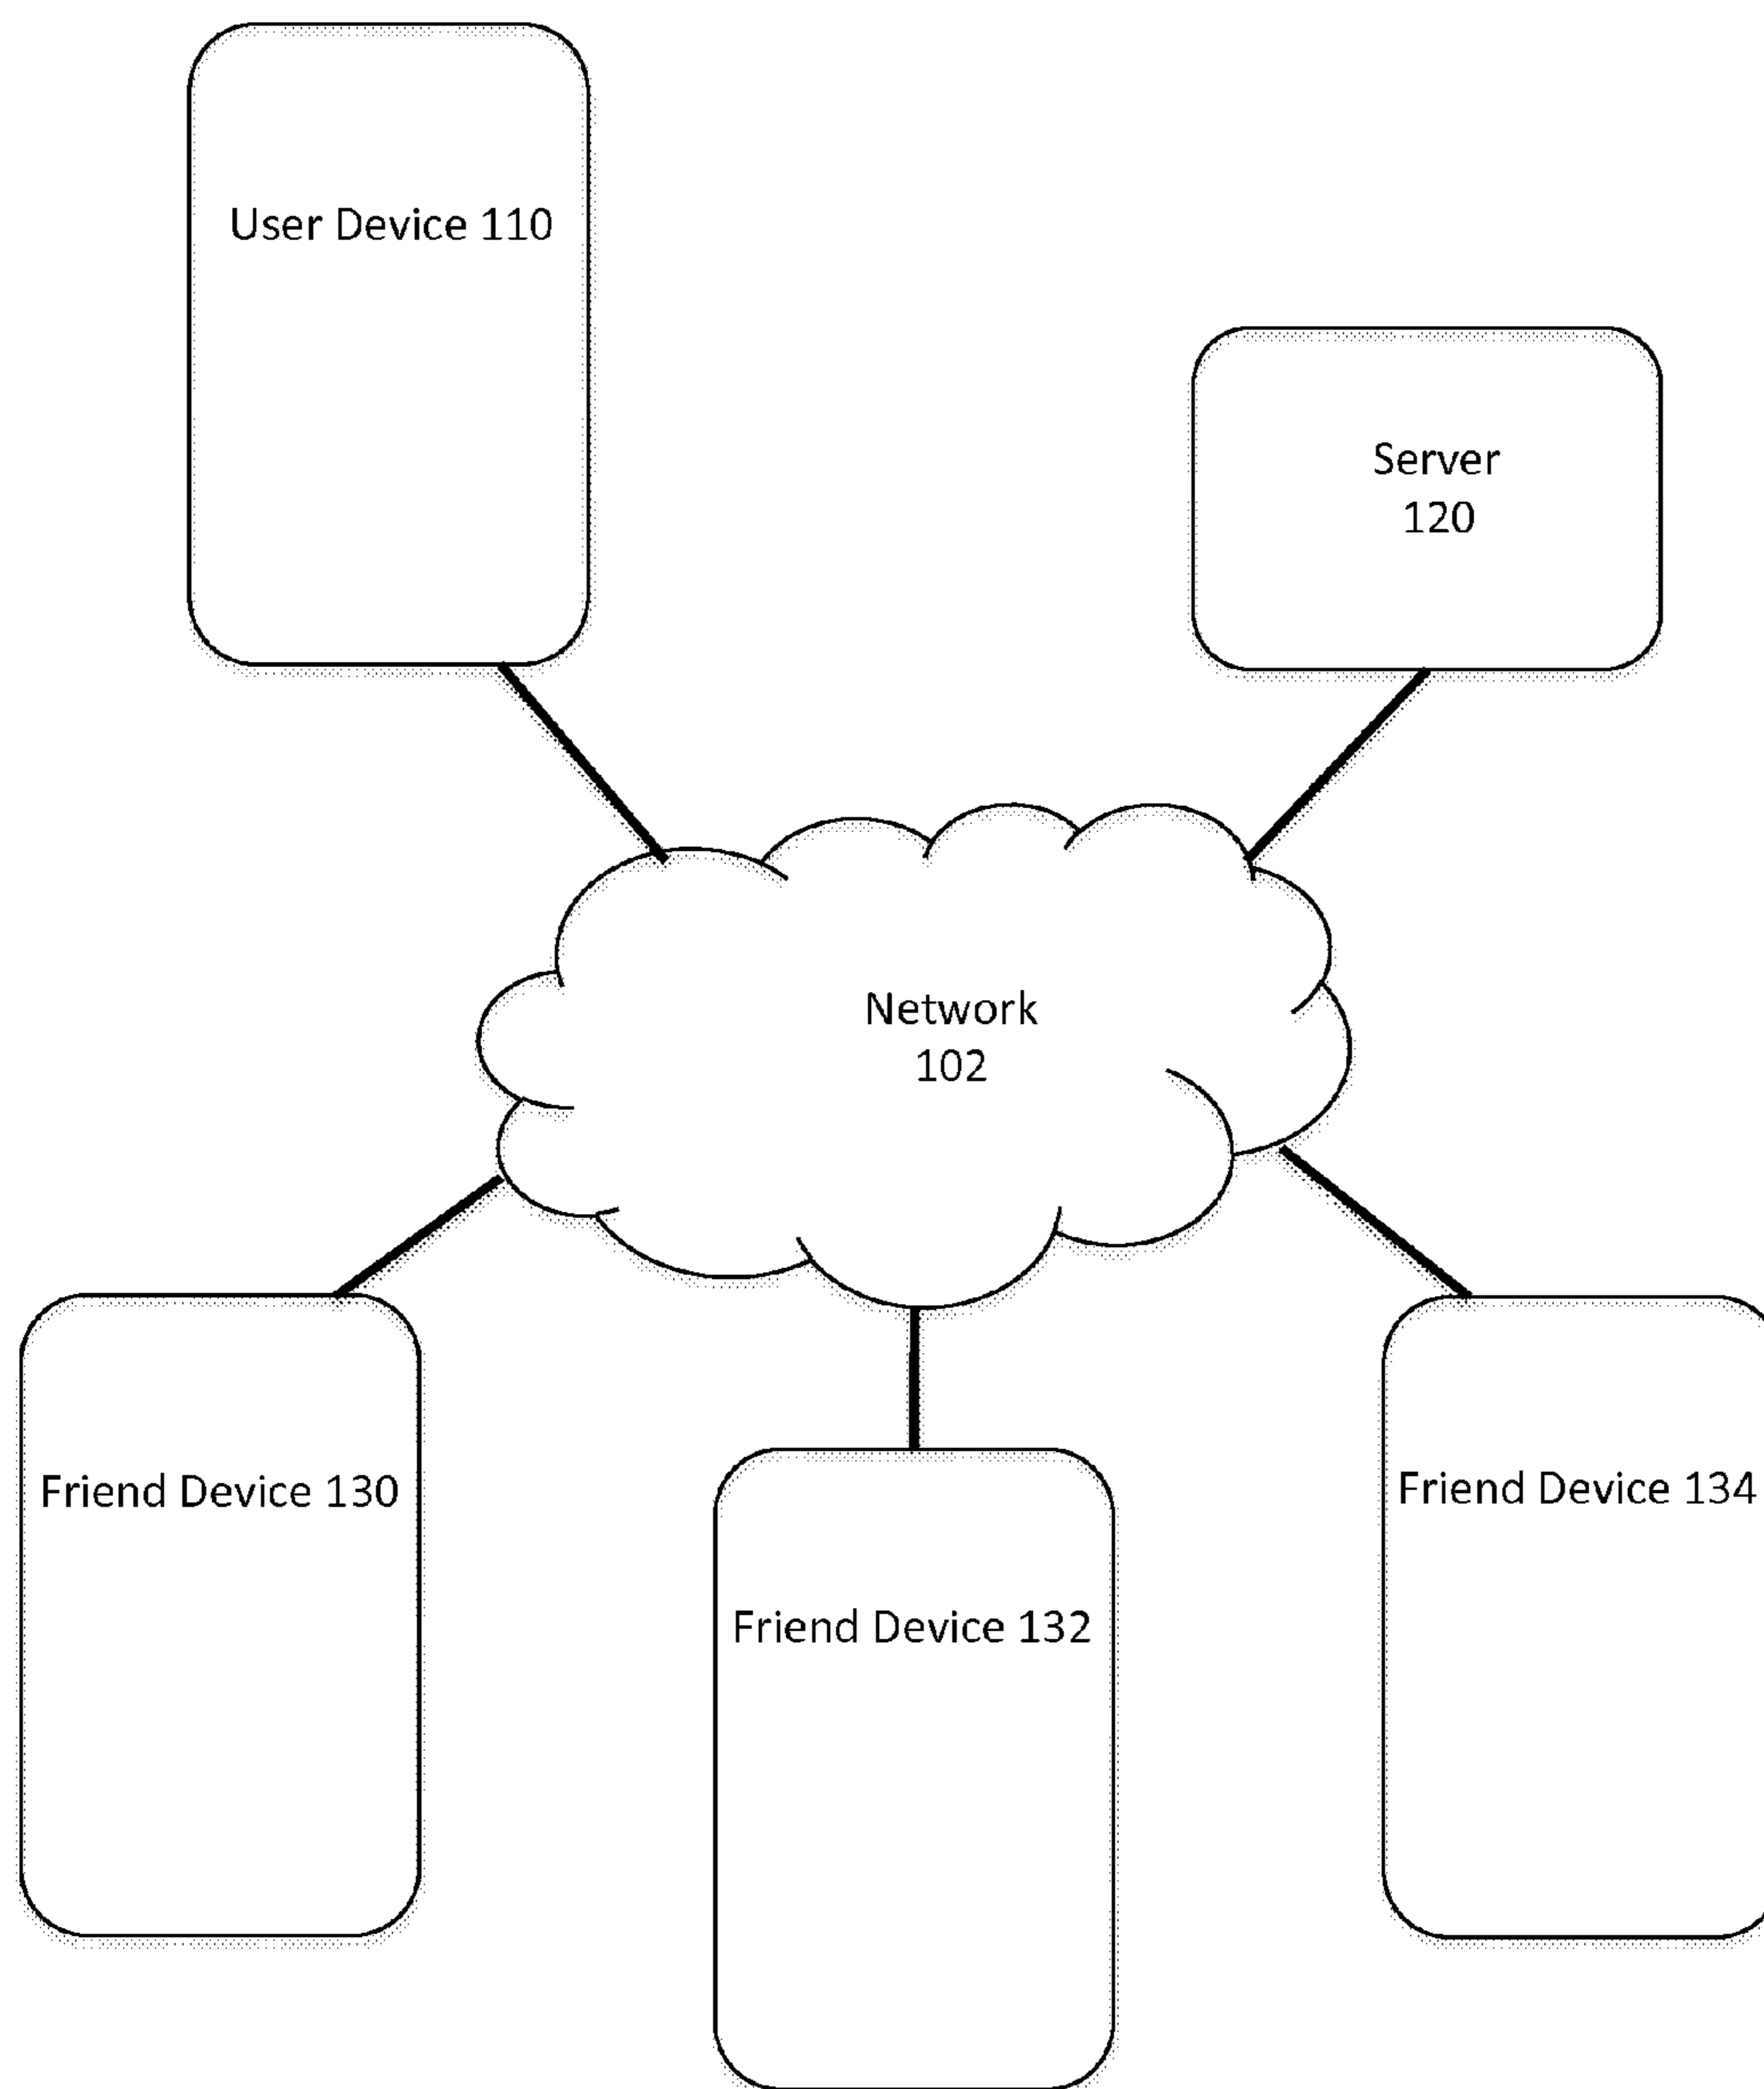 User Device 110
Server
120
Network
102
Friend Device 130
Friend Device 132
Friend Device 134